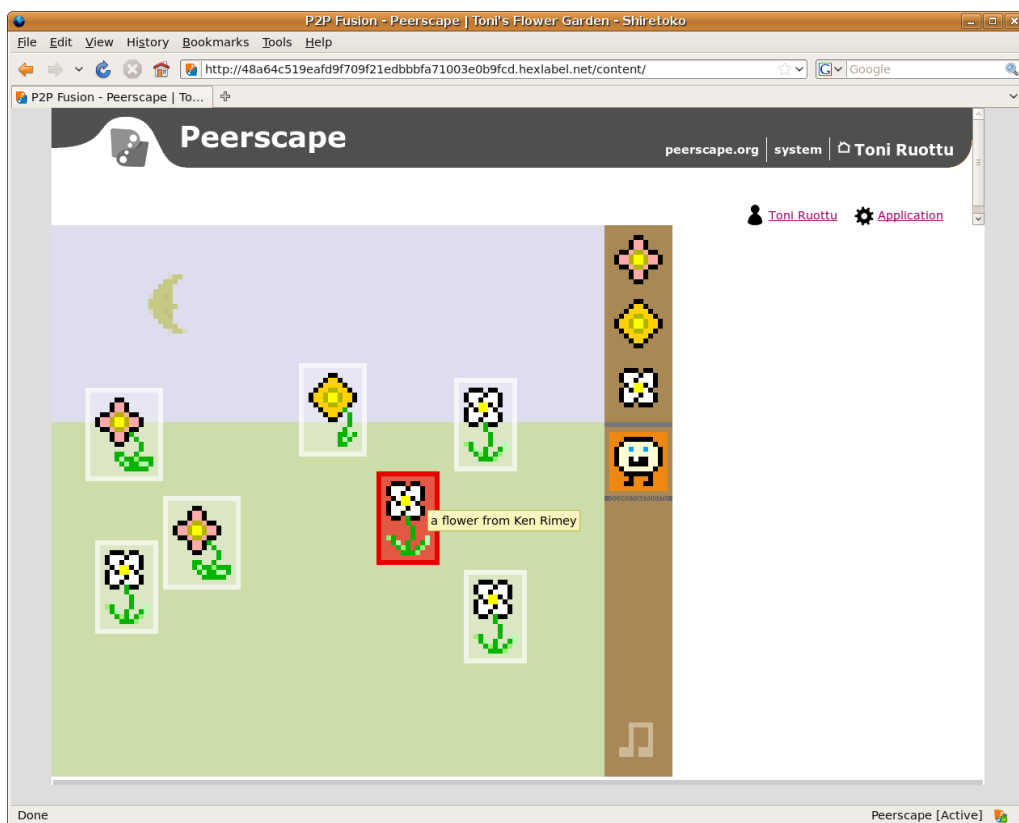 P2P Fusion - Peerscape | Toni's Flower Garden - Shiretoko
File Edit View History Bookmarks Tools Help
http://48a64c519eafd9f709f21edbbbfa71003e0b9fcd.hexlabel.net/content/
Google
P2P Fusion - Peerscape | To...
Peerscape
peerscape.org system Toni Ruottu
Toni Ruottu Application
a flower from Ken Rimey
Done Peerscape [Active]